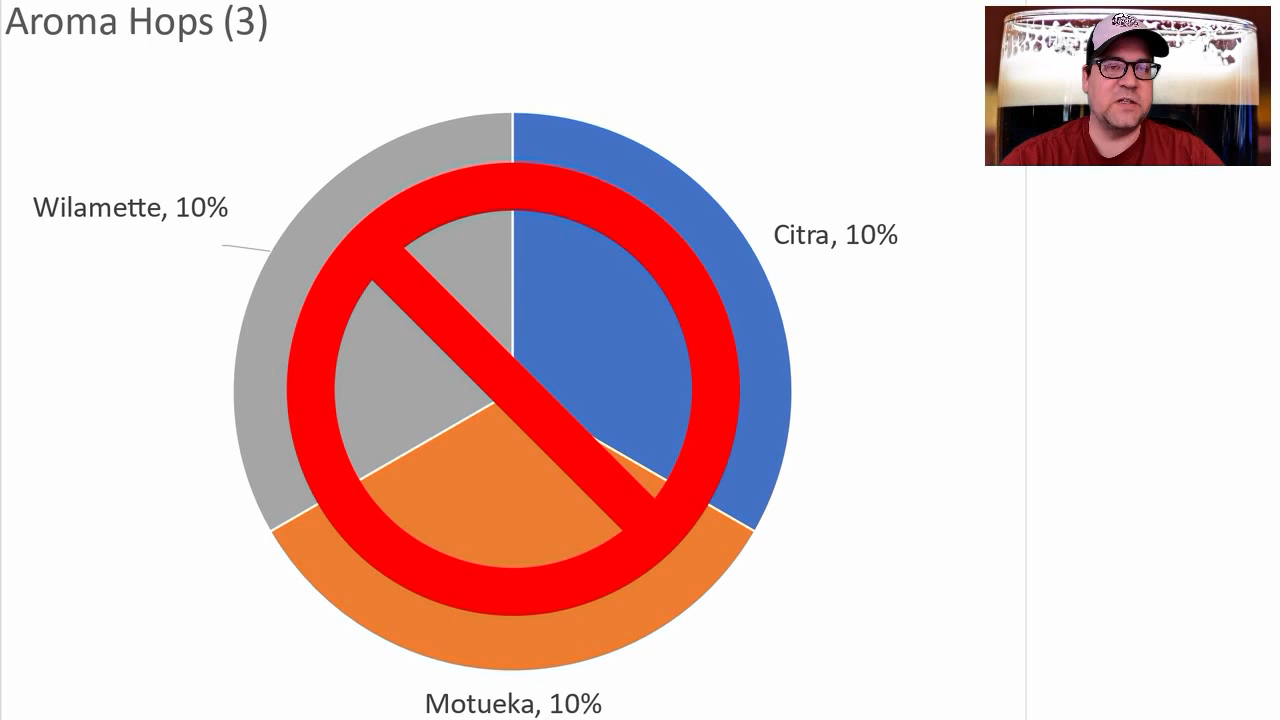 Aroma Hops (3)
Wilamette, 10%
Citra, 10%
Motueka, 10%